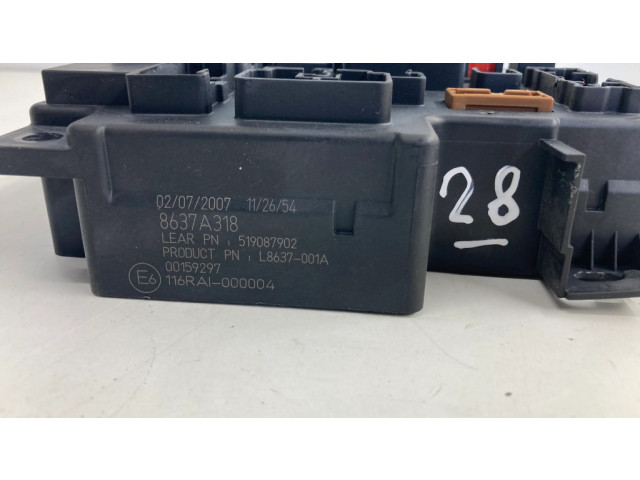 02/07/2007 11/26/54
8637A318
LEAR PN : 519087902
PRODUCT PN : L8637-001A
00159297
E6 116RAI-000004
28